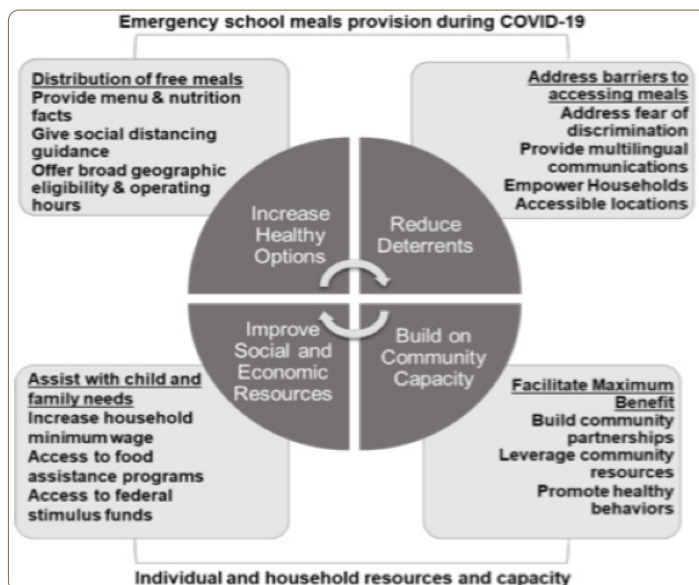 Emergency school meals provision during COVID-19
Distribution of free meals
Provide menu & nutrition
facts
Give social distancing
guidance
Offer broad geographic
eligibility & operating
hours
Address barriers to
accessing meals
Address fear of
discrimination
Provide multilingual
communications
Empower Households
Accessible locations
Increase
Healthy
Options
Reduce
Deterrents
Improve
Social and
Economic
Resources
Build on
Community
Capacity
Assist with child and
family needs
Increase household
minimum wage
Access to food
assistance programs
Access to federal
stimulus funds
Facilitate Maximum
Benefit
Build community
partnerships
Leverage community
resources
Promote healthy
behaviors
Individual and household resources and capacity